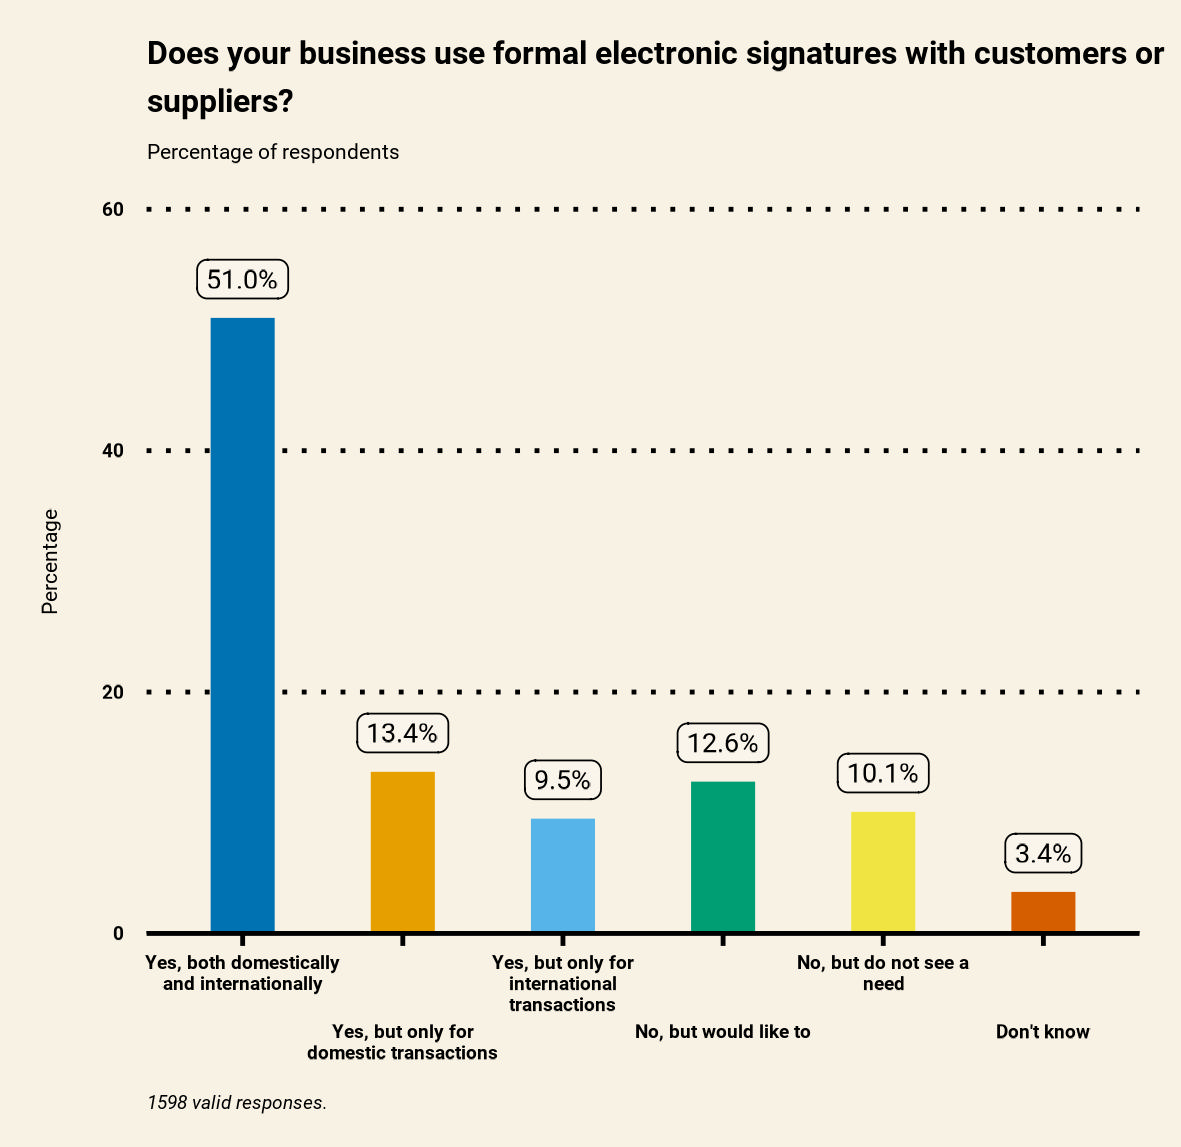 Does your business use formal electronic signatures with customers or
suppliers?
Percentage of respondents
60
51.0%
40
Percentage
20
13.4%
12.6%
10.1%
9.5%
3.4%
0
Yes, both domestically
and internationally
Yes, but only for
domestic transactions
Yes, but only for
international
transactions
No, but would like to
No, but do not see a
need
Don't know
1598 valid responses.